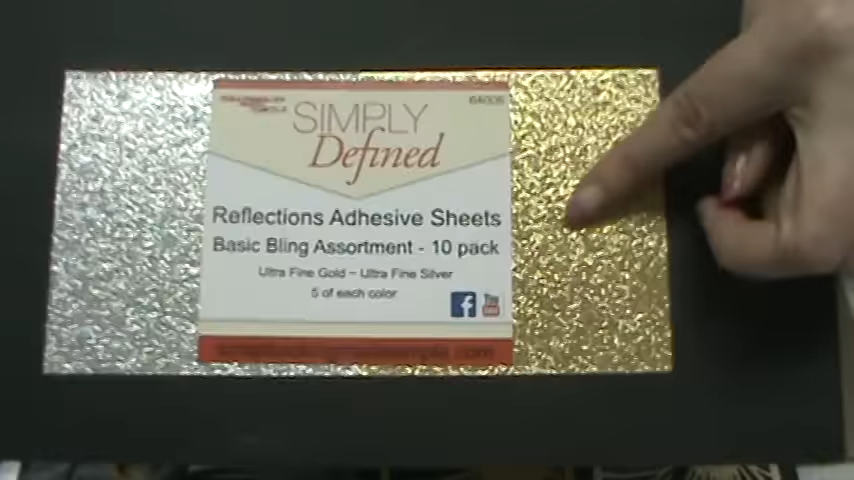 SIMPLY
Defined
Reflections Adhesive Sheets
Basic Bling Assortment - 10 pack
Ultra Fine Gold ~ Ultra Fine Silver
5 of each color
f You